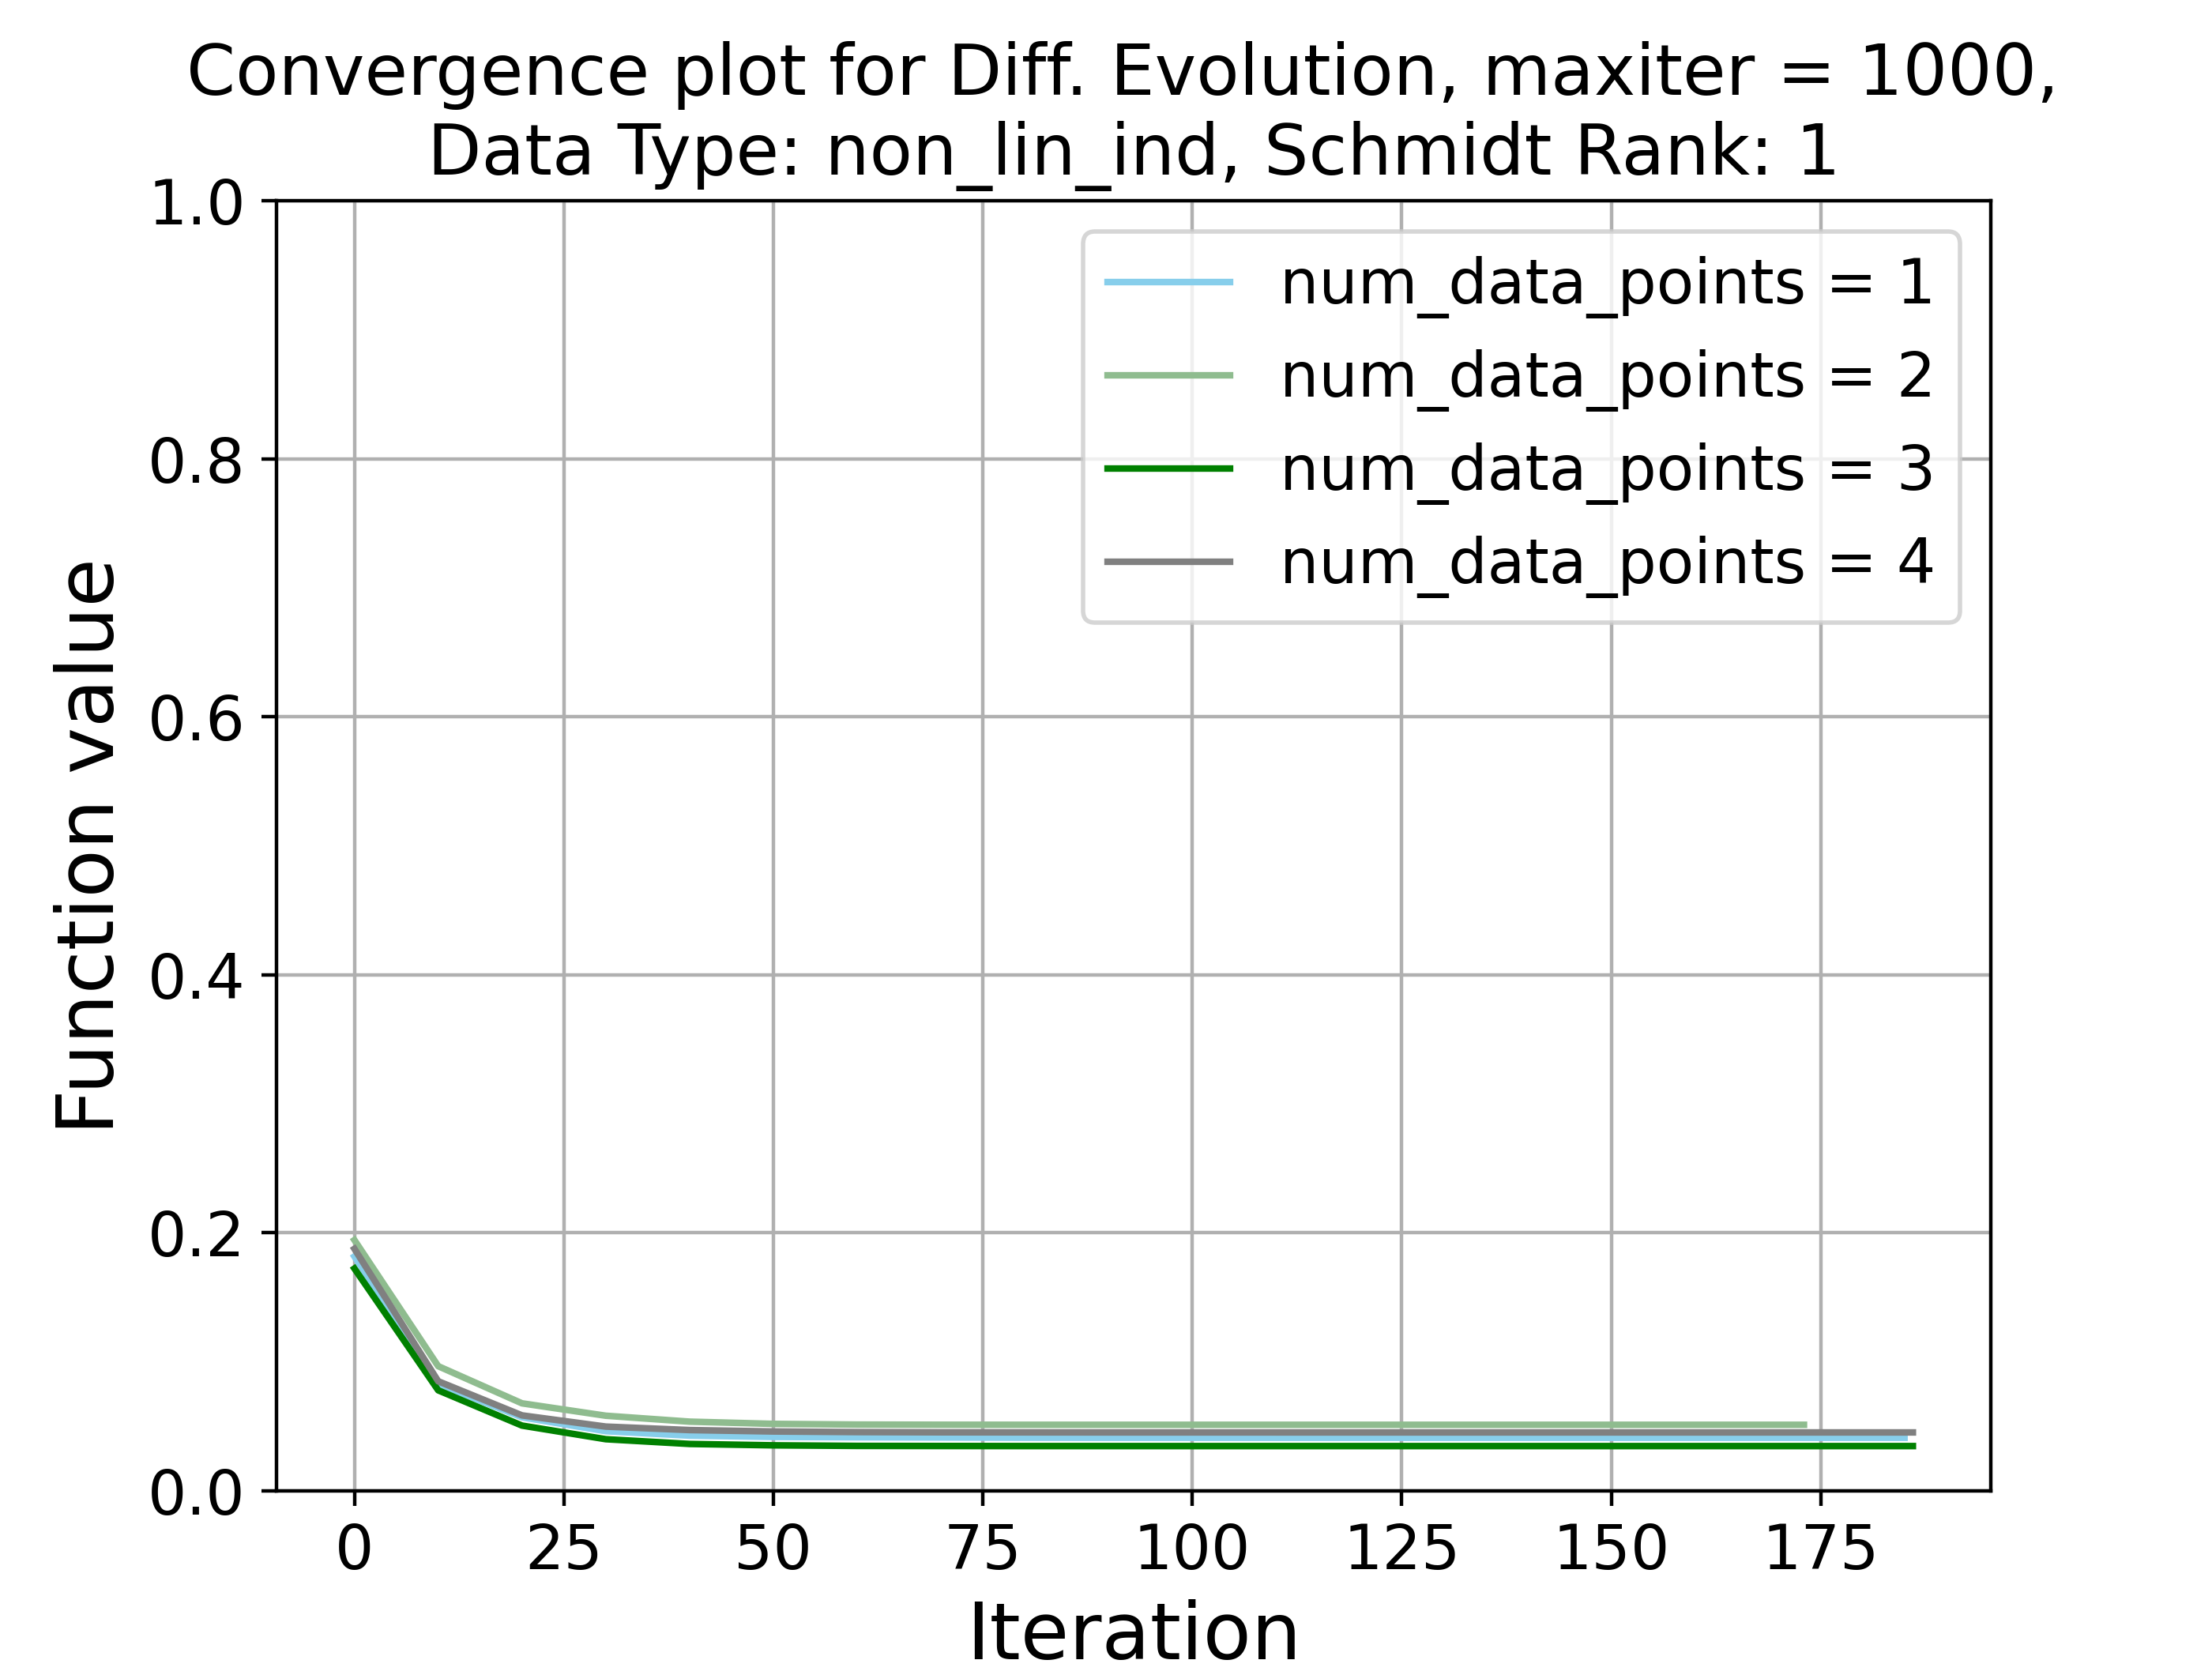 Convergence plot for Diff. Evolution, maxiter = 1000,
Data Type: non_lin_ind, Schmidt Rank: 1
num_data_points = 1
num_data_points = 2
num_data_points = 3
num_data_points = 4
Function value
1.0
0.8
0.6
0.4
0.2
0.0
0 25 50 75 100 125 150 175
Iteration